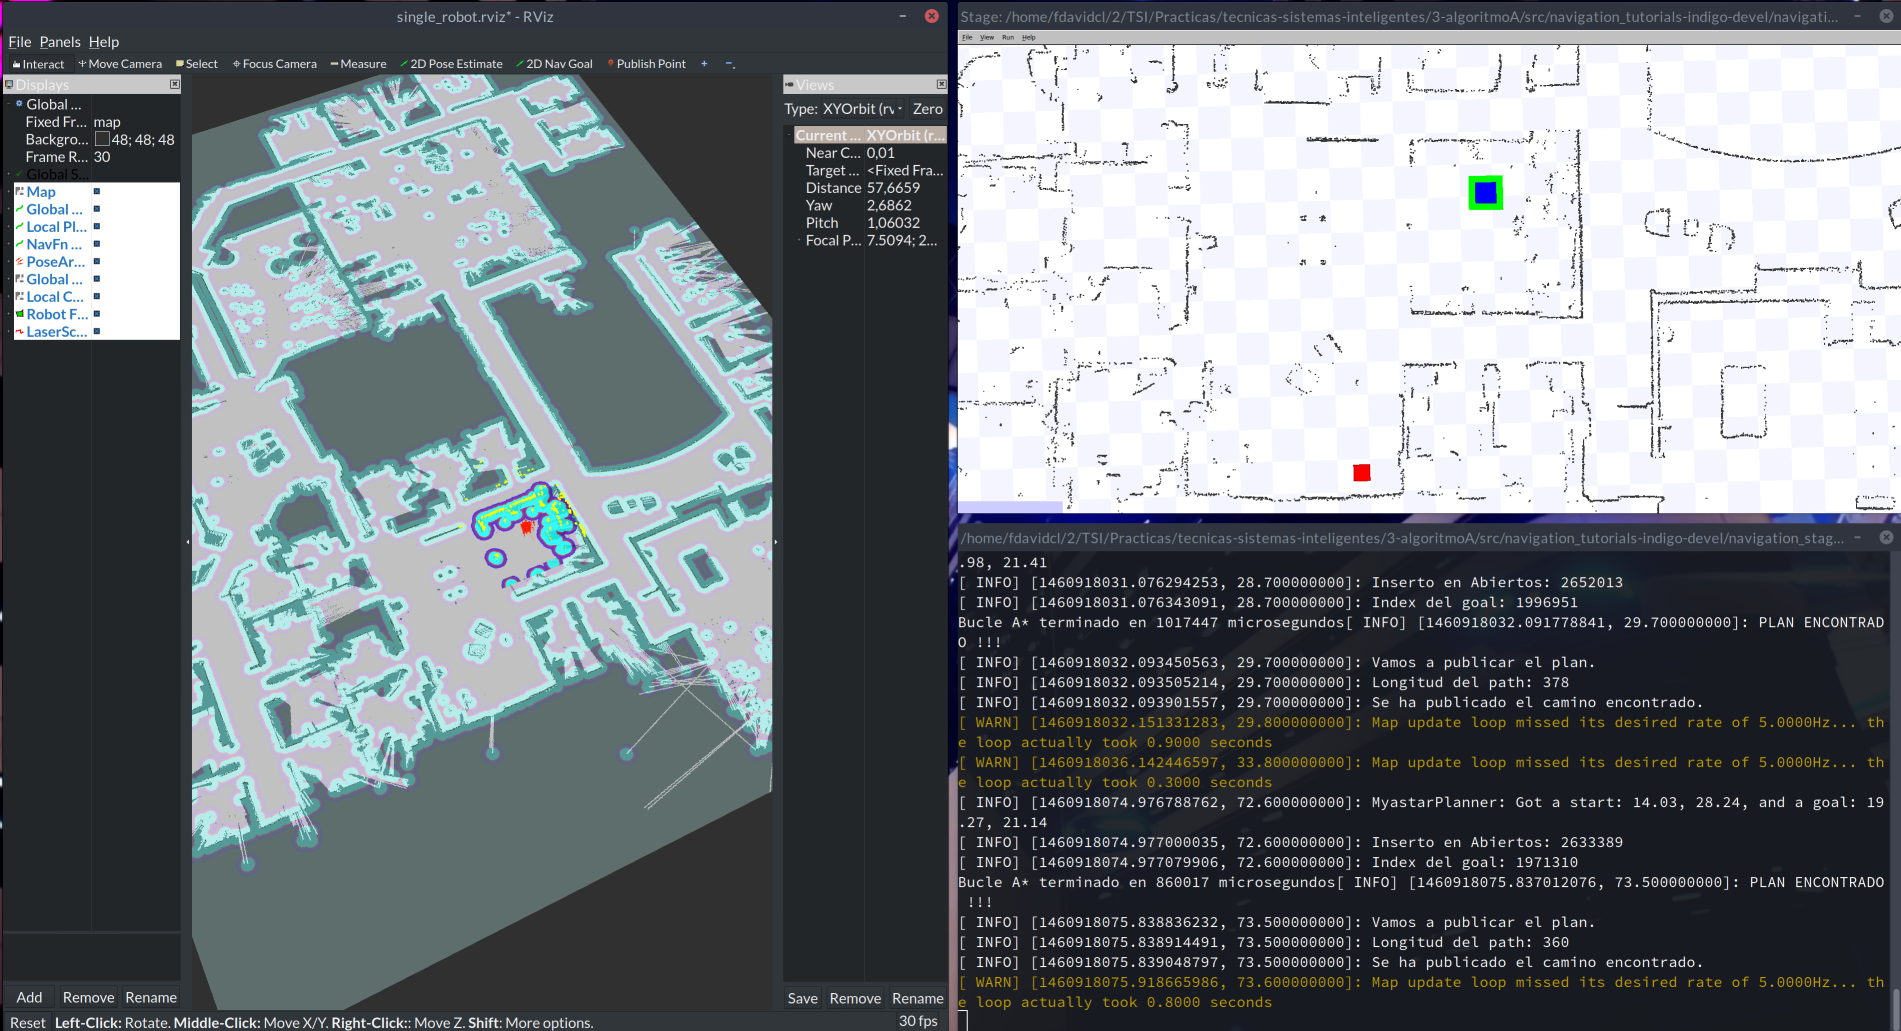 single_robot.rviz* - RViz
File Panels Help
Interact Move Camera Select Focus Camera Measure 2D Pose Estimate 2D Nav Goal Publish Point
Displays
Global ...
Fixed Fr... map
Backgro... 48; 48; 48
Frame R... 30
Global S...
Map
Global ...
Local Pl...
NavFn ...
PoseAr...
Global ...
Local C...
Robot F...
LaserSc...
Add Remove Rename
Reset Left-Click: Rotate. Middle-Click: Move X/Y. Right-Click:: Move Z. Shift: More options.
30 fps
Views
Type: XYOrbit (rv Zero
Current ... XYOrbit (r...
Near C... 0,01
Target ... <Fixed Fra...
Distance 57,6659
Yaw 2,6862
Pitch 1,06032
Focal P... 7.5094; 2...
Save Remove Rename
Stage: /home/fdavidcl/2/TSI/Practicas/tecnicas-sistemas-inteligentes/3-algoritmoA/src/navigation_tutorials-indigo-devel/navigati...
File View Run Help
/home/fdavidcl/2/TSI/Practicas/tecnicas-sistemas-inteligentes/3-algoritmoA/src/navigation_tutorials-indigo-devel/navigation_stag...
.98, 21.41
[ INFO] [1460918031.076294253, 28.700000000]: Inserto en Abiertos: 2652013
[ INFO] [1460918031.076343091, 28.700000000]: Index del goal: 1996951
Bucle A* terminado en 1017447 microsegundos[ INFO] [1460918032.091778841, 29.700000000]: PLAN ENCONTRAD
O !!!
[ INFO] [1460918032.093450563, 29.700000000]: Vamos a publicar el plan.
[ INFO] [1460918032.093505214, 29.700000000]: Longitud del path: 378
[ INFO] [1460918032.093901557, 29.700000000]: Se ha publicado el camino encontrado.
[ WARN] [1460918032.151331283, 29.800000000]: Map update loop missed its desired rate of 5.0000Hz... th
e loop actually took 0.9000 seconds
[ WARN] [1460918036.142446597, 33.800000000]: Map update loop missed its desired rate of 5.0000Hz... th
e loop actually took 0.3000 seconds
[ INFO] [1460918074.976788762, 72.600000000]: MyastarPlanner: Got a start: 14.03, 28.24, and a goal: 19
.27, 21.14
[ INFO] [1460918074.977000035, 72.600000000]: Inserto en Abiertos: 2633389
[ INFO] [1460918074.977079906, 72.600000000]: Index del goal: 1971310
Bucle A* terminado en 860017 microsegundos[ INFO] [1460918075.837012076, 73.500000000]: PLAN ENCONTRADO
!!!
[ INFO] [1460918075.838836232, 73.500000000]: Vamos a publicar el plan.
[ INFO] [1460918075.838914491, 73.500000000]: Longitud del path: 360
[ INFO] [1460918075.839048797, 73.500000000]: Se ha publicado el camino encontrado.
[ WARN] [1460918075.918665986, 73.600000000]: Map update loop missed its desired rate of 5.0000Hz... th
e loop actually took 0.8000 seconds